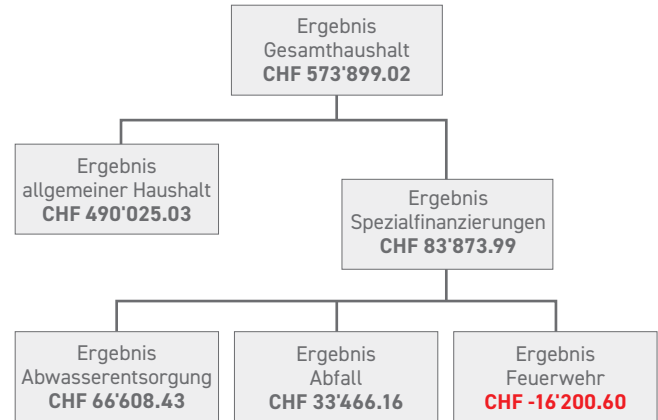 Ergebnis
Gesamthaushalt
CHF 573'899.02
Ergebnis
allgemeiner Haushalt
CHF 490'025.03
Ergebnis
Spezialfinanzierungen
CHF 83'873.99
Ergebnis
Abwasserentsorgung
CHF 66'608.43
Ergebnis
Abfall
CHF 33'466.16
Ergebnis
Feuerwehr
CHF -16'200.60